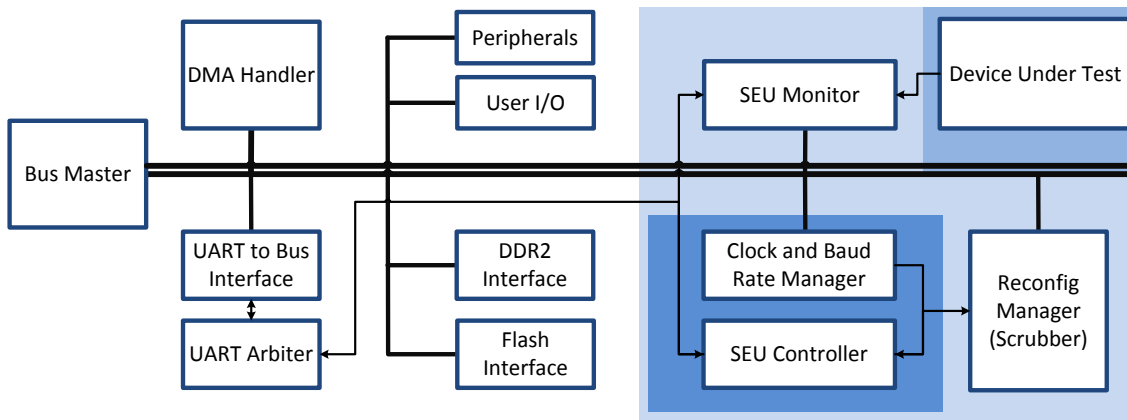 Peripherals
DMA Handler
User I/O
SEU Monitor
Device Under Test
Bus Master
UART to Bus
Interface
DDR2
Interface
Clock and Baud
Rate Manager
Reconfig
Manager
(Scrubber)
UART Arbiter
Flash
Interface
SEU Controller